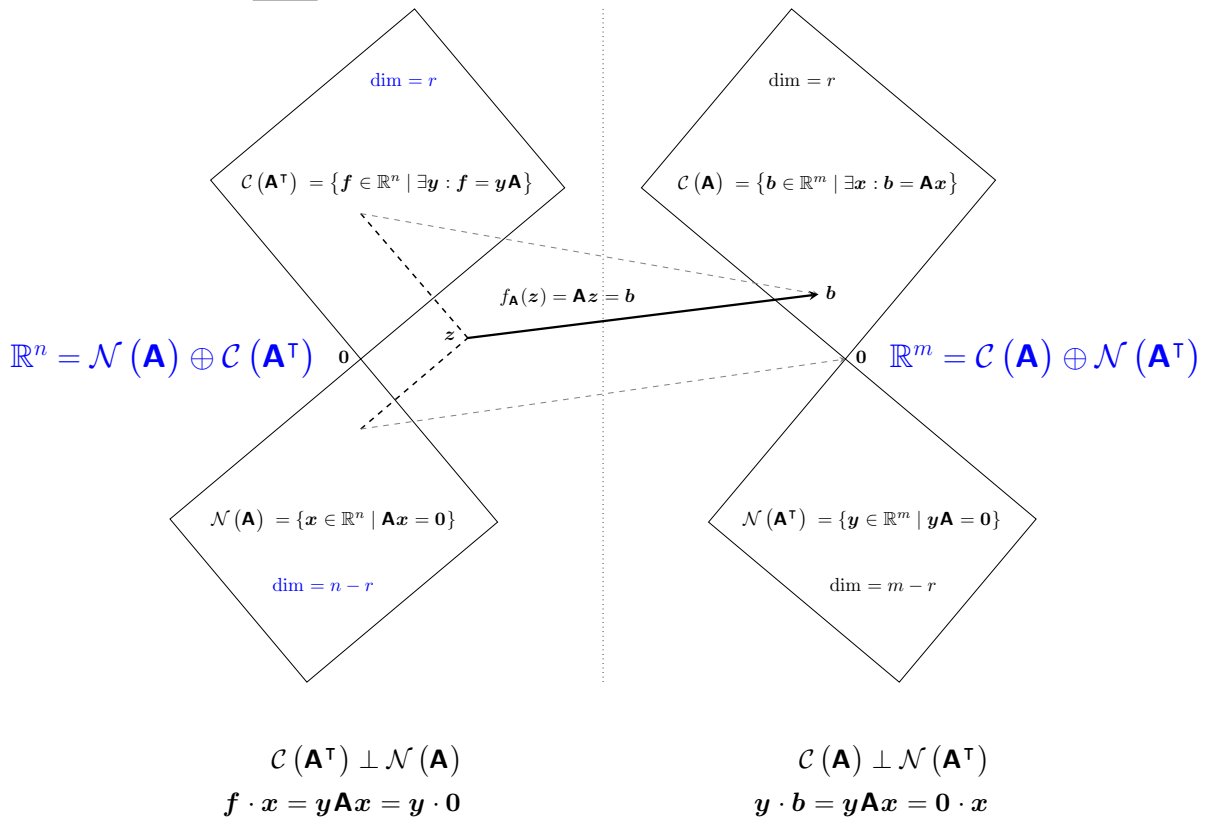 dim = r
dim = r
𝒞(𝐀ᵀ) = {𝒇 ∈ ℝⁿ | ∃𝒚 : 𝒇 = 𝒚𝐀}
𝒞(𝐀) = {𝒃 ∈ ℝᵐ | ∃𝒙 : 𝒃 = 𝐀𝒙}
f_𝐀(𝒛) = 𝐀𝒛 = 𝒃
𝒃
𝒛
ℝⁿ = 𝒩(𝐀) ⊕ 𝒞(𝐀ᵀ)
𝟎
𝟎
ℝᵐ = 𝒞(𝐀) ⊕ 𝒩(𝐀ᵀ)
𝒩(𝐀) = {𝒙 ∈ ℝⁿ | 𝐀𝒙 = 𝟎}
𝒩(𝐀ᵀ) = {𝒚 ∈ ℝᵐ | 𝒚𝐀 = 𝟎}
dim = n − r
dim = m − r
𝒞(𝐀ᵀ) ⊥ 𝒩(𝐀)
𝒞(𝐀) ⊥ 𝒩(𝐀ᵀ)
𝒇 · 𝒙 = 𝒚𝐀𝒙 = 𝒚 · 𝟎
𝒚 · 𝒃 = 𝒚𝐀𝒙 = 𝟎 · 𝒙